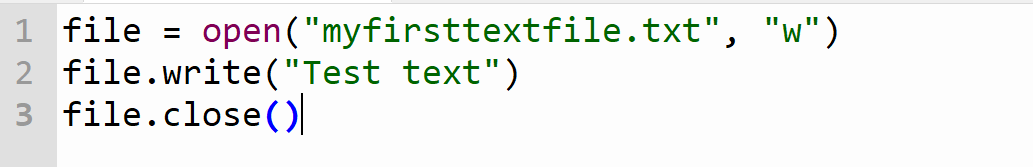 1 file = open("myfirsttextfile.txt", "w")
2 file.write("Test text")
3 file.close()